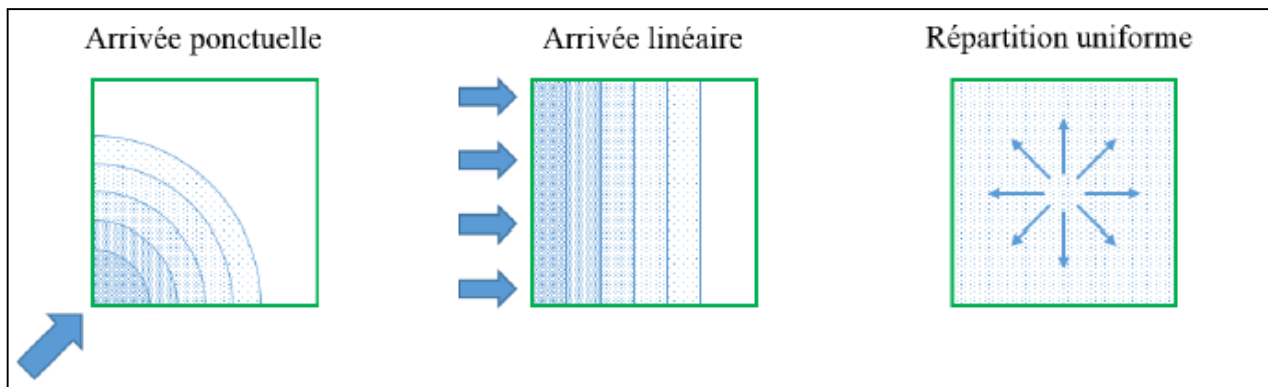 Arrivée ponctuelle
Arrivée linéaire
Répartition uniforme